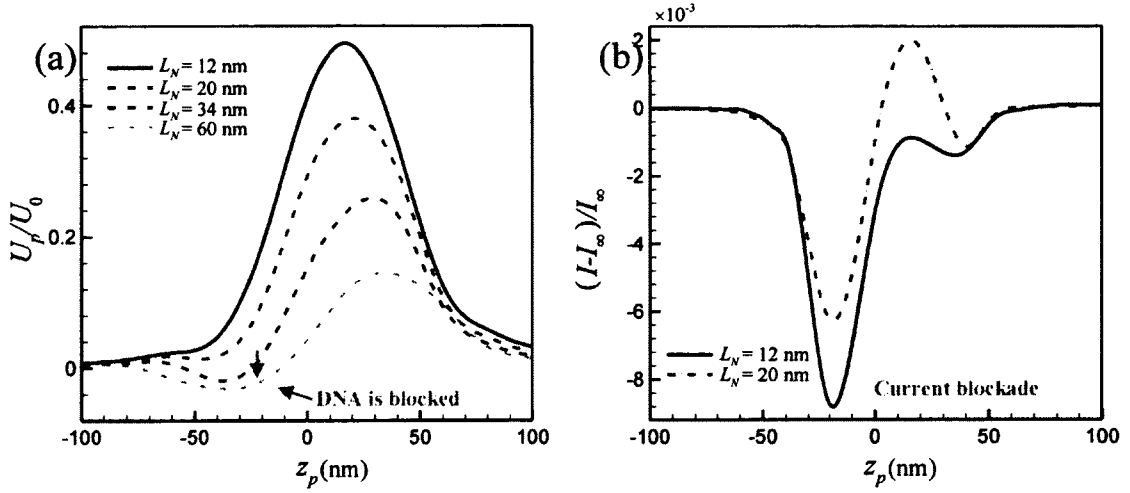 (a)
L_N = 12 nm
L_N = 20 nm
L_N = 34 nm
L_N = 60 nm
0.4
0.2
0
U_p/U_0
DNA is blocked
-100 -50 0 50 100
z_p(nm)
(b)
×10⁻³
2
0
-2
-4
-6
-8
(I-I_∞)/I_∞
L_N = 12 nm
L_N = 20 nm
Current blockade
-100 -50 0 50 100
z_p(nm)